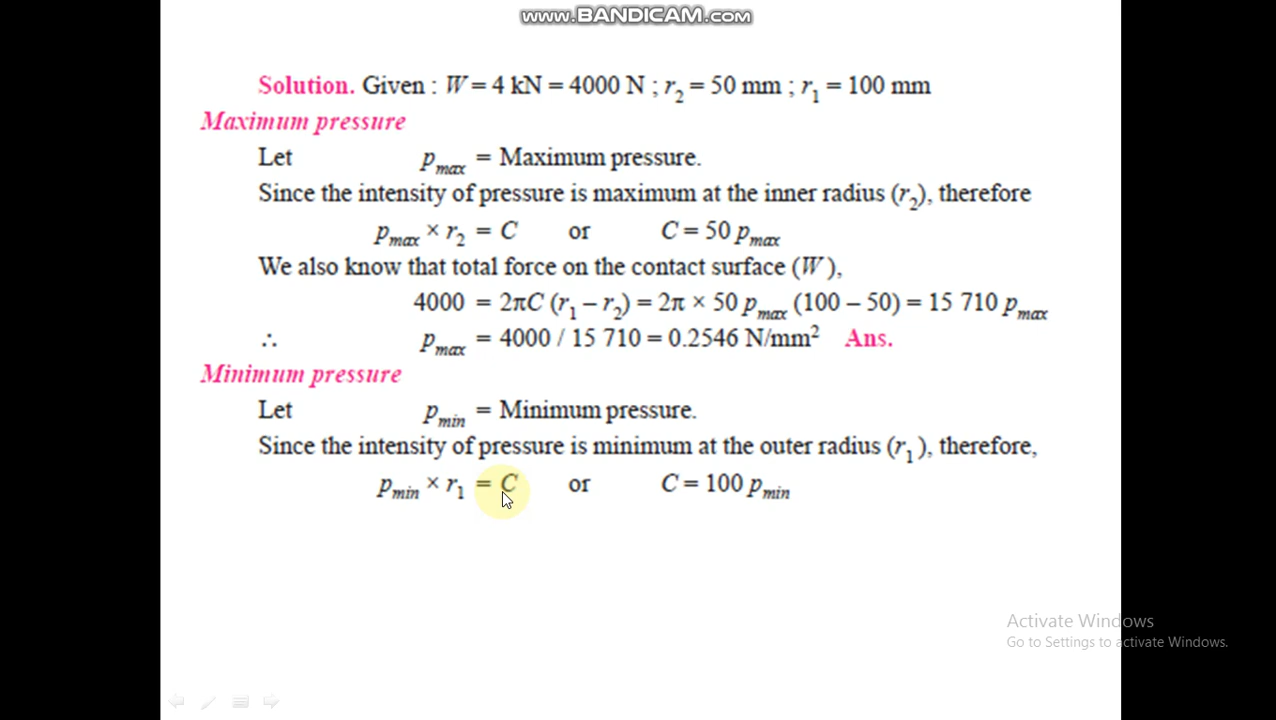 www.BANDICAM.com
Solution. Given : W = 4 kN = 4000 N ; r₂ = 50 mm ; r₁ = 100 mm
Maximum pressure
Let pmax = Maximum pressure.
Since the intensity of pressure is maximum at the inner radius (r₂), therefore
pmax × r₂ = C or C = 50 pmax
We also know that total force on the contact surface (W),
4000 = 2πC (r₁ – r₂) = 2π × 50 pmax (100 – 50) = 15 710 pmax
∴ pmax = 4000 / 15 710 = 0.2546 N/mm² Ans.
Minimum pressure
Let pmin = Minimum pressure.
Since the intensity of pressure is minimum at the outer radius (r₁), therefore,
pmin × r₁ = C or C = 100 pmin
Activate Windows
Go to Settings to activate Windows.